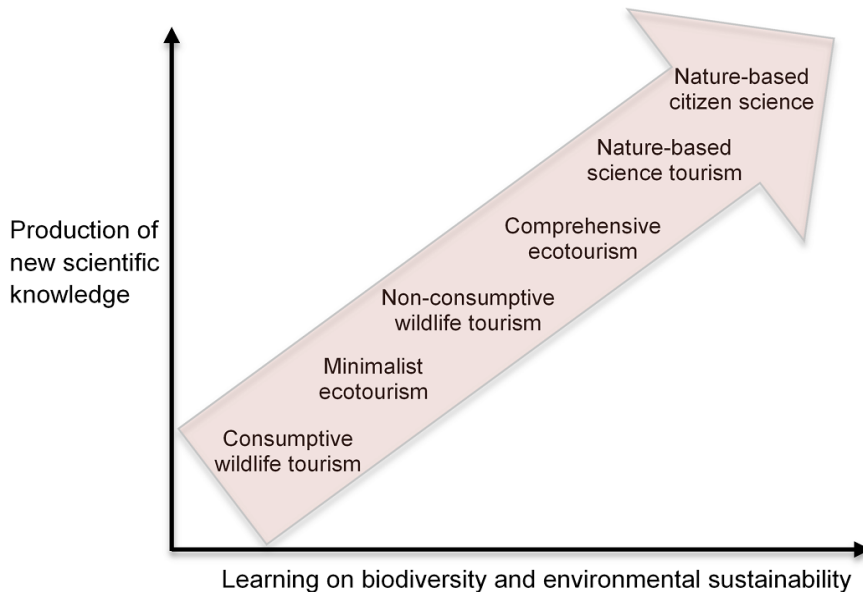 Nature-based
citizen science
Nature-based
science tourism
Production of
new scientific
knowledge
Comprehensive
ecotourism
Non-consumptive
wildlife tourism
Minimalist
ecotourism
Consumptive
wildlife tourism
Learning on biodiversity and environmental sustainability